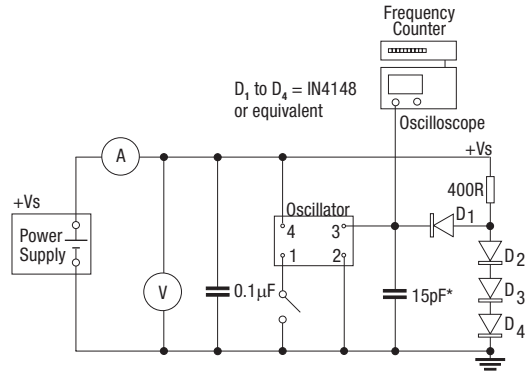 Frequency
Counter
D1 to D4 = IN4148
or equivalent
Oscilloscope
+Vs
A
400R
+Vs
Oscillator
D1
4 3
Power
Supply
1 2
D2
V
0.1µF
15pF*
D3
D4